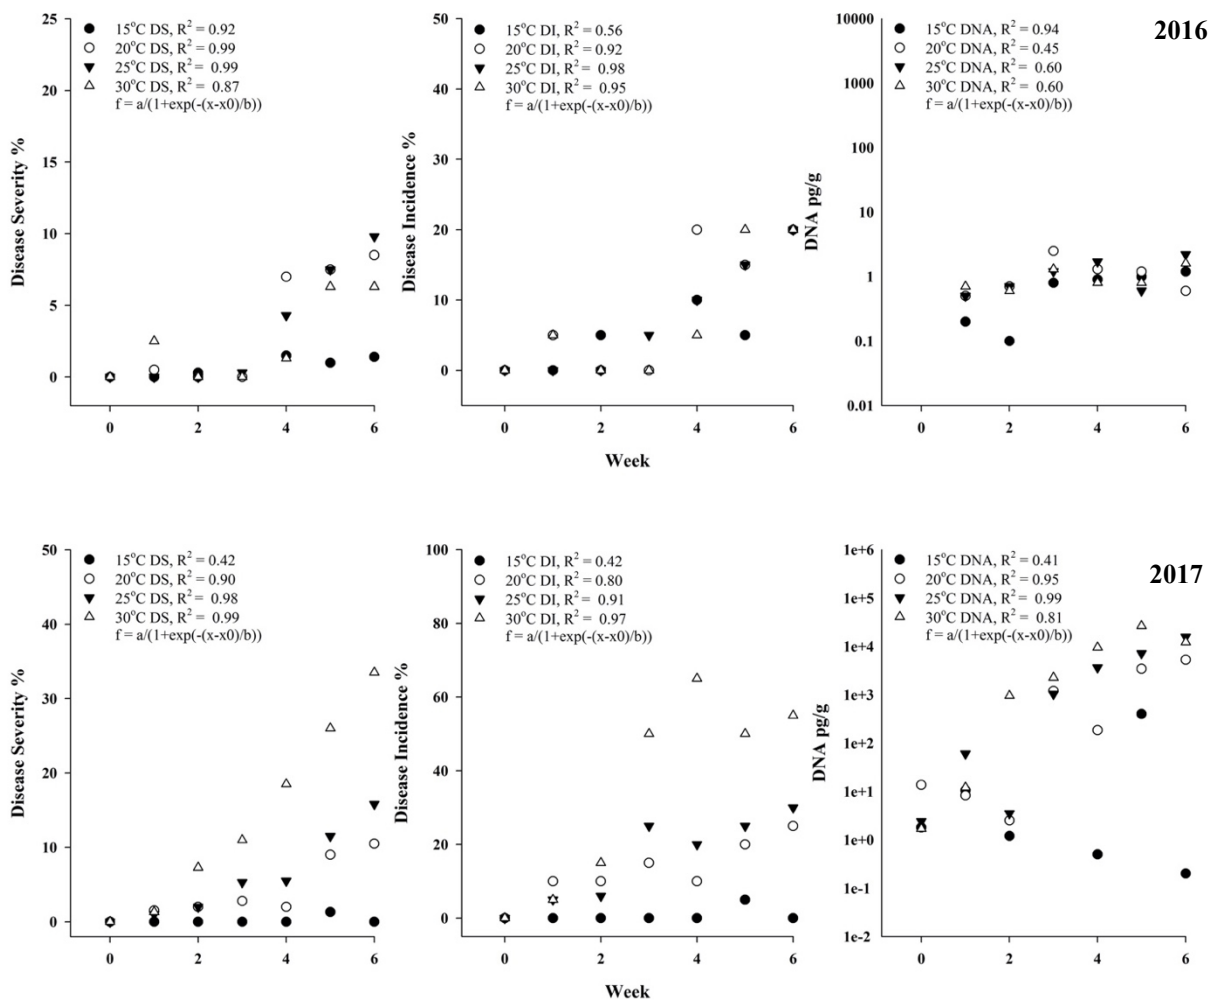 2016
Disease Severity %
25
20
15
10
5
0
15°C DS, R² = 0.92
20°C DS, R² = 0.99
25°C DS, R² = 0.99
30°C DS, R² = 0.87
f = a/(1+exp(-(x-x0)/b))
0 2 4 6
Disease Incidence %
50
40
30
20
10
0
15°C DI, R² = 0.56
20°C DI, R² = 0.92
25°C DI, R² = 0.98
30°C DI, R² = 0.95
f = a/(1+exp(-(x-x0)/b))
0 2 4 6
Week
DNA pg/g
10000
1000
100
10
1
0.1
0.01
15°C DNA, R² = 0.94
20°C DNA, R² = 0.45
25°C DNA, R² = 0.60
30°C DNA, R² = 0.60
f = a/(1+exp(-(x-x0)/b))
0 2 4 6
2017
Disease Severity %
50
40
30
20
10
0
15°C DS, R² = 0.42
20°C DS, R² = 0.90
25°C DS, R² = 0.98
30°C DS, R² = 0.99
f = a/(1+exp(-(x-x0)/b))
0 2 4 6
Disease Incidence %
100
80
60
40
20
0
15°C DI, R² = 0.42
20°C DI, R² = 0.80
25°C DI, R² = 0.91
30°C DI, R² = 0.97
f = a/(1+exp(-(x-x0)/b))
0 2 4 6
Week
DNA pg/g
1e+6
1e+5
1e+4
1e+3
1e+2
1e+1
1e+0
1e-1
1e-2
15°C DNA, R² = 0.41
20°C DNA, R² = 0.95
25°C DNA, R² = 0.99
30°C DNA, R² = 0.81
f = a/(1+exp(-(x-x0)/b))
0 2 4 6